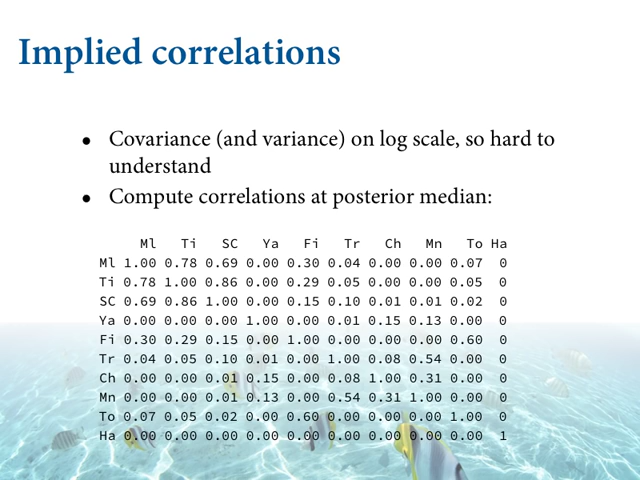 Implied correlations
• Covariance (and variance) on log scale, so hard to
understand
• Compute correlations at posterior median:
Ml Ti SC Ya Fi Tr Ch Mn To Ha
Ml 1.00 0.78 0.69 0.00 0.30 0.04 0.00 0.00 0.07 0
Ti 0.78 1.00 0.86 0.00 0.29 0.05 0.00 0.00 0.05 0
SC 0.69 0.86 1.00 0.00 0.15 0.10 0.01 0.01 0.02 0
Ya 0.00 0.00 0.00 1.00 0.00 0.01 0.15 0.13 0.00 0
Fi 0.30 0.29 0.15 0.00 1.00 0.00 0.00 0.00 0.60 0
Tr 0.04 0.05 0.10 0.01 0.00 1.00 0.08 0.54 0.00 0
Ch 0.00 0.00 0.01 0.15 0.00 0.08 1.00 0.31 0.00 0
Mn 0.00 0.00 0.01 0.13 0.00 0.54 0.31 1.00 0.00 0
To 0.07 0.05 0.02 0.00 0.60 0.00 0.00 0.00 1.00 0
Ha 0.00 0.00 0.00 0.00 0.00 0.00 0.00 0.00 0.00 1